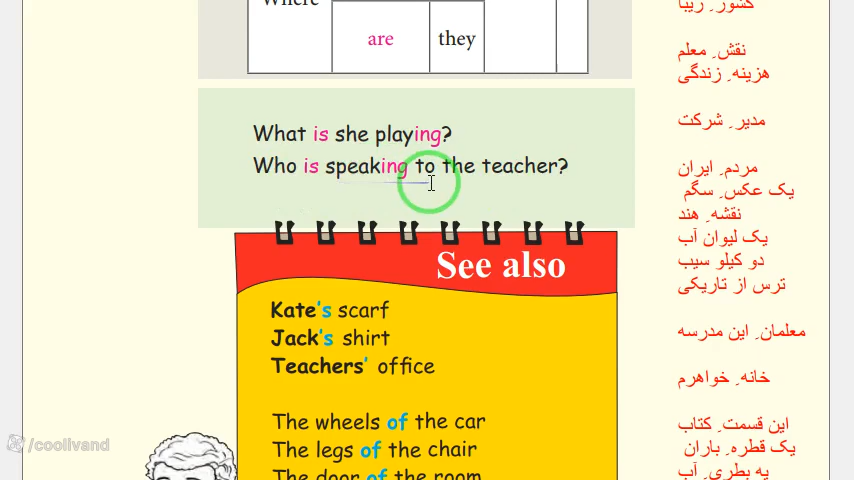 Where
are they
What is she playing?
Who is speaking to the teacher?
See also
Kate's scarf
Jack's shirt
Teachers' office
The wheels of the car
The legs of the chair
The door of the room
/coolivand
کشور ِ زیبا
نقش ِ معلم
هزینه ِ زندگی
مدیر ِ شرکت
مردم ِ ایران
یک عکس ِ سگم
نقشه ِ هند
یک لیوان آب
دو کیلو سیب
ترس از تاریکی
معلمان ِ این مدرسه
خانه ِ خواهرم
این قسمت ِ کتاب
یک قطره ِ باران
یه بطری ِ آب